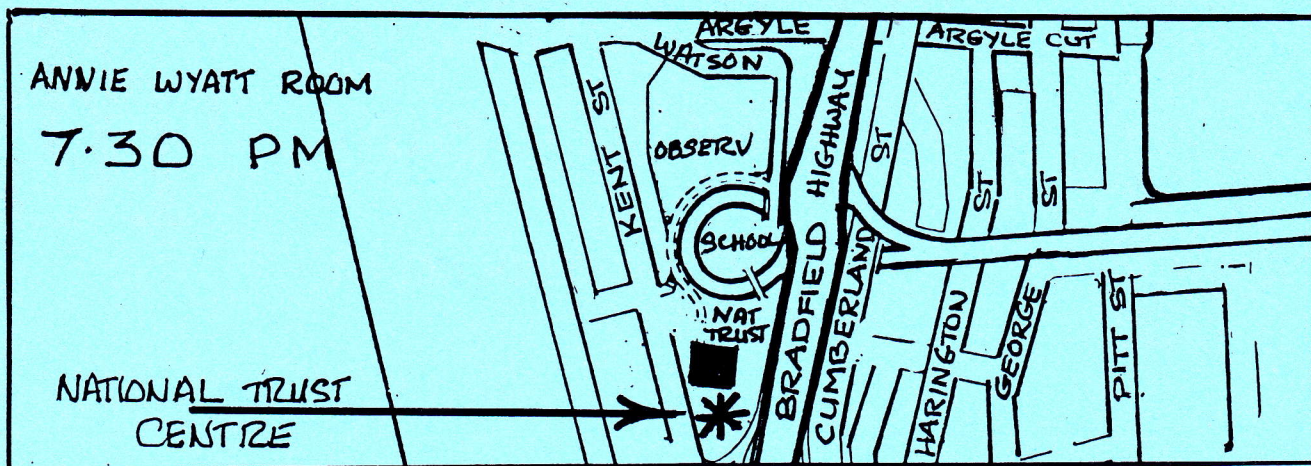 ANNIE WYATT ROOM
7.30 PM
NATIONAL TRUST
CENTRE
ARGYLE
WATSON
ARGYLE CUT
KENT ST
OBSERV
SCHOOL
NAT
TRUST
BRADFIELD HIGHWAY
CUMBERLAND ST
HARINGTON ST
GEORGE ST
PITT ST